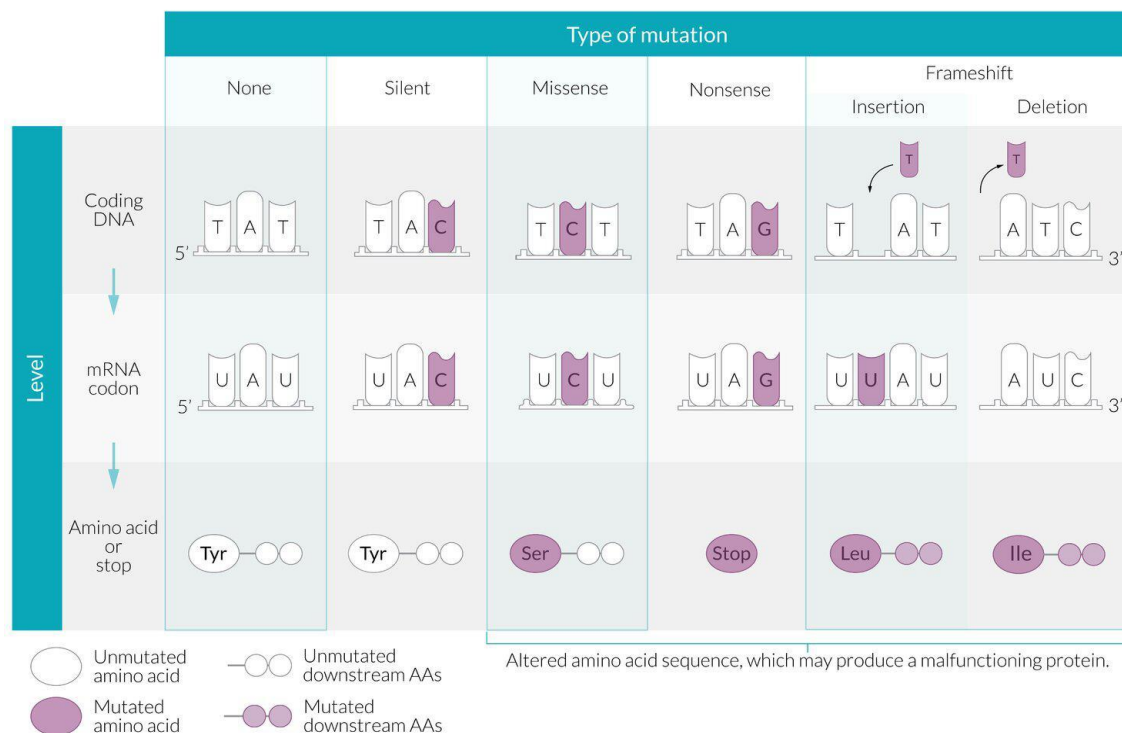 Type of mutation
None
Silent
Missense
Nonsense
Frameshift
Insertion
Deletion
Level
Coding
DNA
T
T
5’ T A T
T A C
T C T
T A G
T A T
A T C 3’
mRNA
codon
5’ U A U
U A C
U C U
U A G
U U A U
A U C 3’
Amino acid
or
stop
Tyr
Tyr
Ser
Stop
Leu
Ile
Altered amino acid sequence, which may produce a malfunctioning protein.
Unmutated
amino acid
Unmutated
downstream AAs
Mutated
amino acid
Mutated
downstream AAs